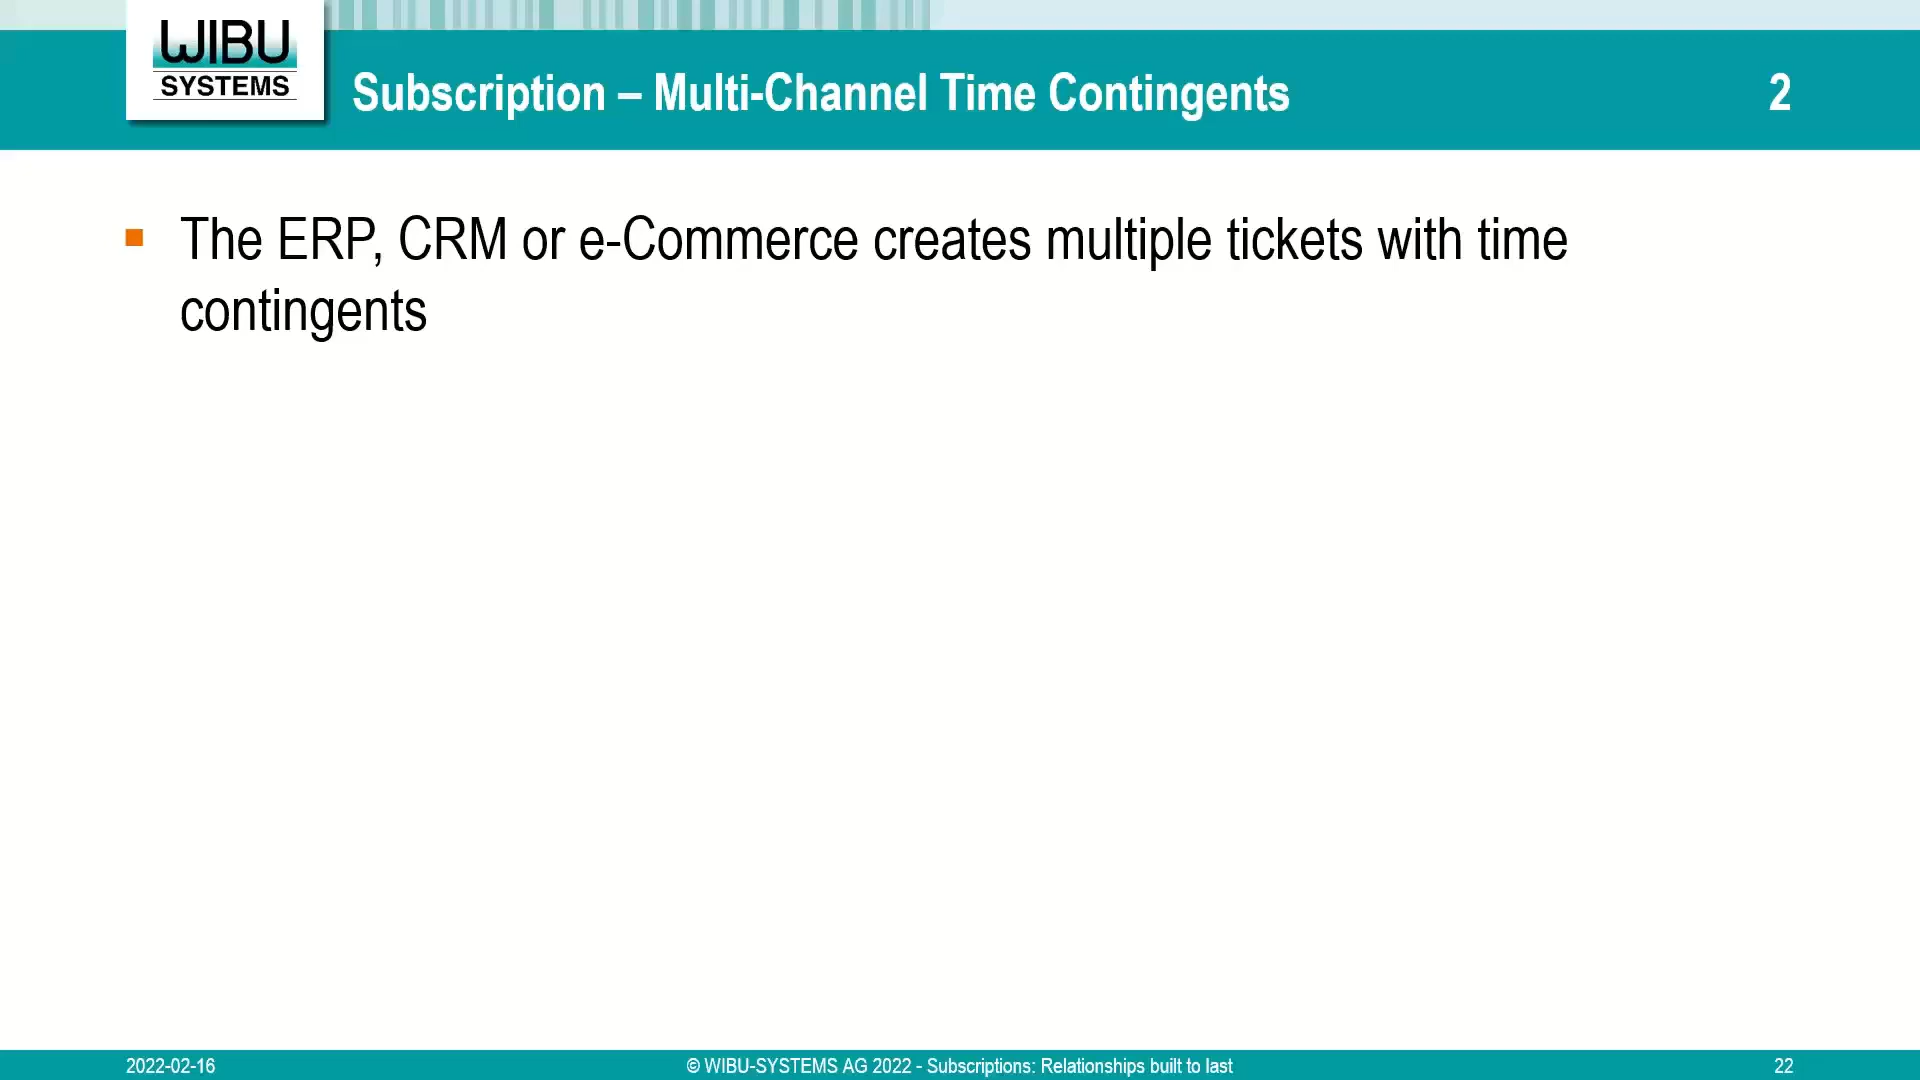 WIBU
SYSTEMS
Subscription – Multi-Channel Time Contingents
2
▪ The ERP, CRM or e-Commerce creates multiple tickets with time
contingents
2022-02-16
© WIBU-SYSTEMS AG 2022 - Subscriptions: Relationships built to last
22